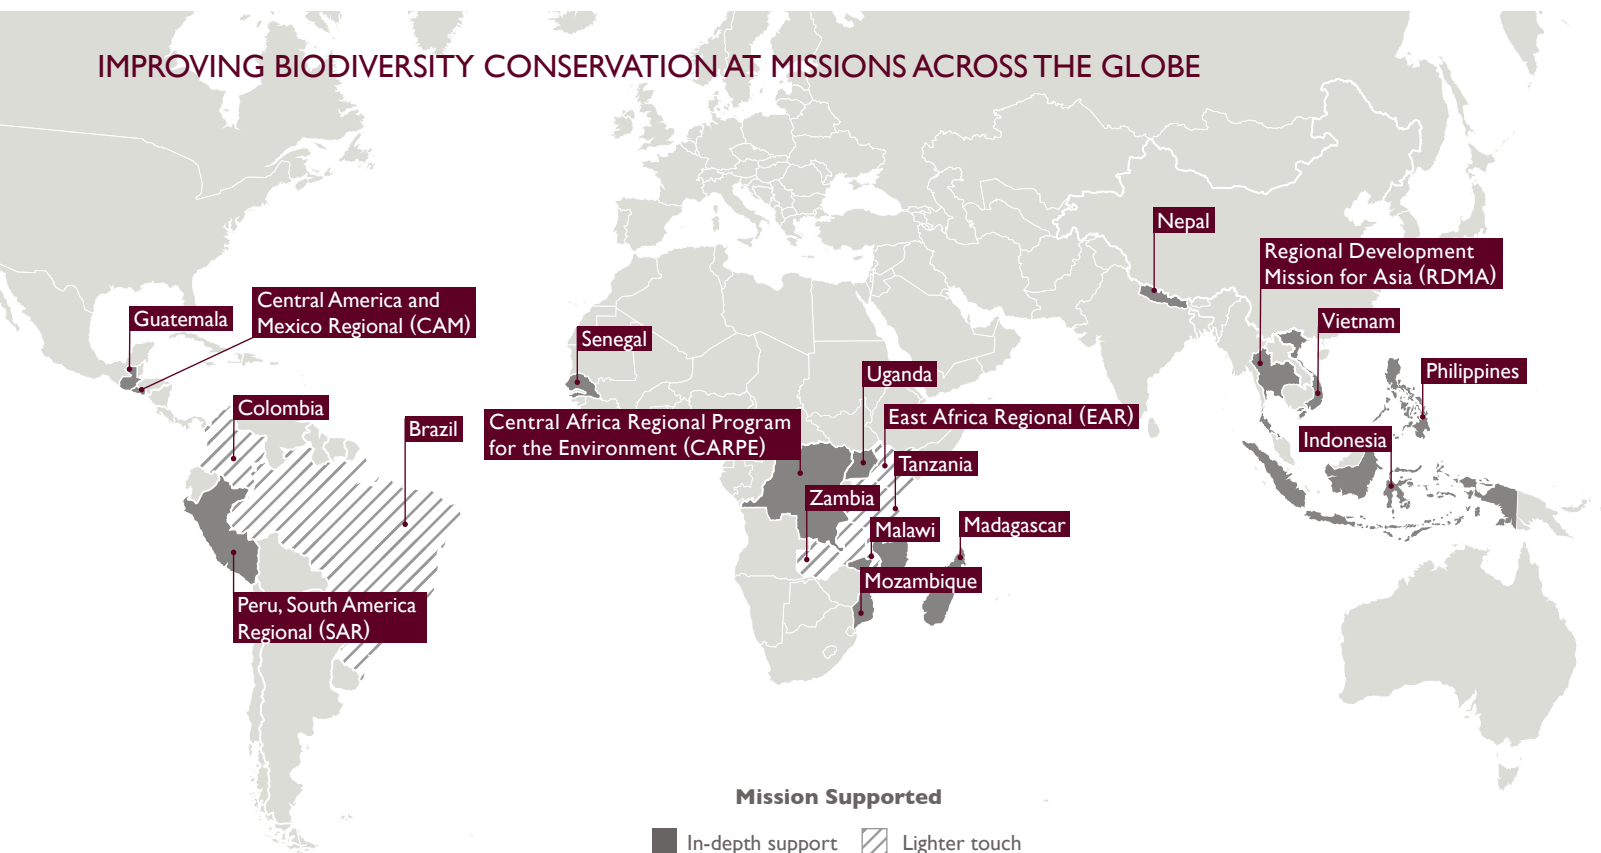 IMPROVING BIODIVERSITY CONSERVATION AT MISSIONS ACROSS THE GLOBE
Nepal
Regional Development
Mission for Asia (RDMA)
Central America and
Mexico Regional (CAM)
Guatemala
Vietnam
Senegal
Philippines
Uganda
Colombia
Brazil
Central Africa Regional Program
for the Environment (CARPE)
East Africa Regional (EAR)
Indonesia
Tanzania
Zambia
Malawi
Madagascar
Mozambique
Peru, South America
Regional (SAR)
Mission Supported
In-depth support
Lighter touch